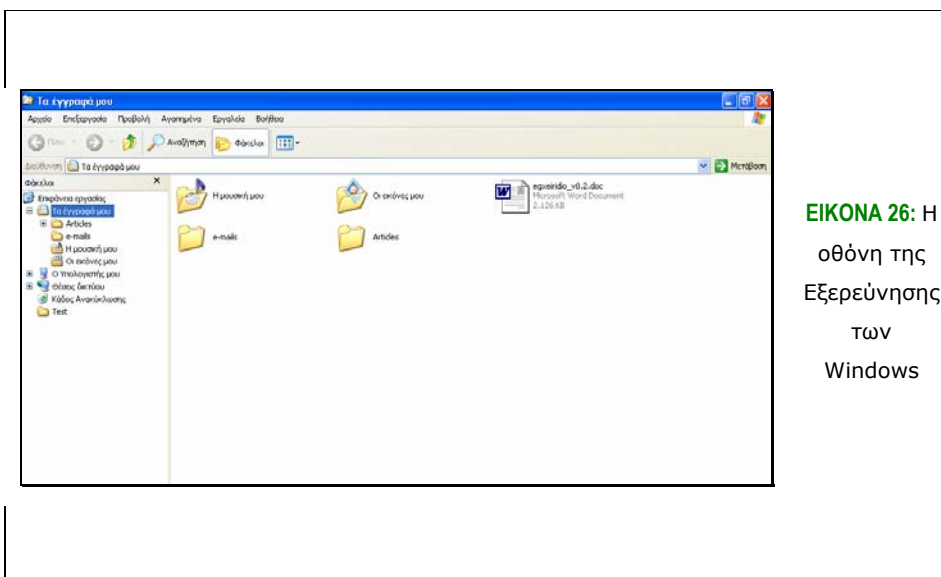 Τα έγγραφά μου
Αρχείο Επεξεργασία Προβολή Αγαπημένα Εργαλεία Βοήθεια
Πίσω Αναζήτηση Φάκελοι
Διεύθυνση Τα έγγραφά μου Μετάβαση
Φάκελοι
Επιφάνεια εργασίας
Τα έγγραφά μου
Articles
e-mails
Η μουσική μου
Οι εικόνες μου
Ο Υπολογιστής μου
Θέσεις δικτύου
Κάδος Ανακύκλωσης
Test
Η μουσική μου
Οι εικόνες μου
egxeirido_v0.2.doc
Microsoft Word Document
2.126 KB
e-mails
Articles
ΕΙΚΟΝΑ 26: Η
οθόνη της
Εξερεύνησης
των
Windows